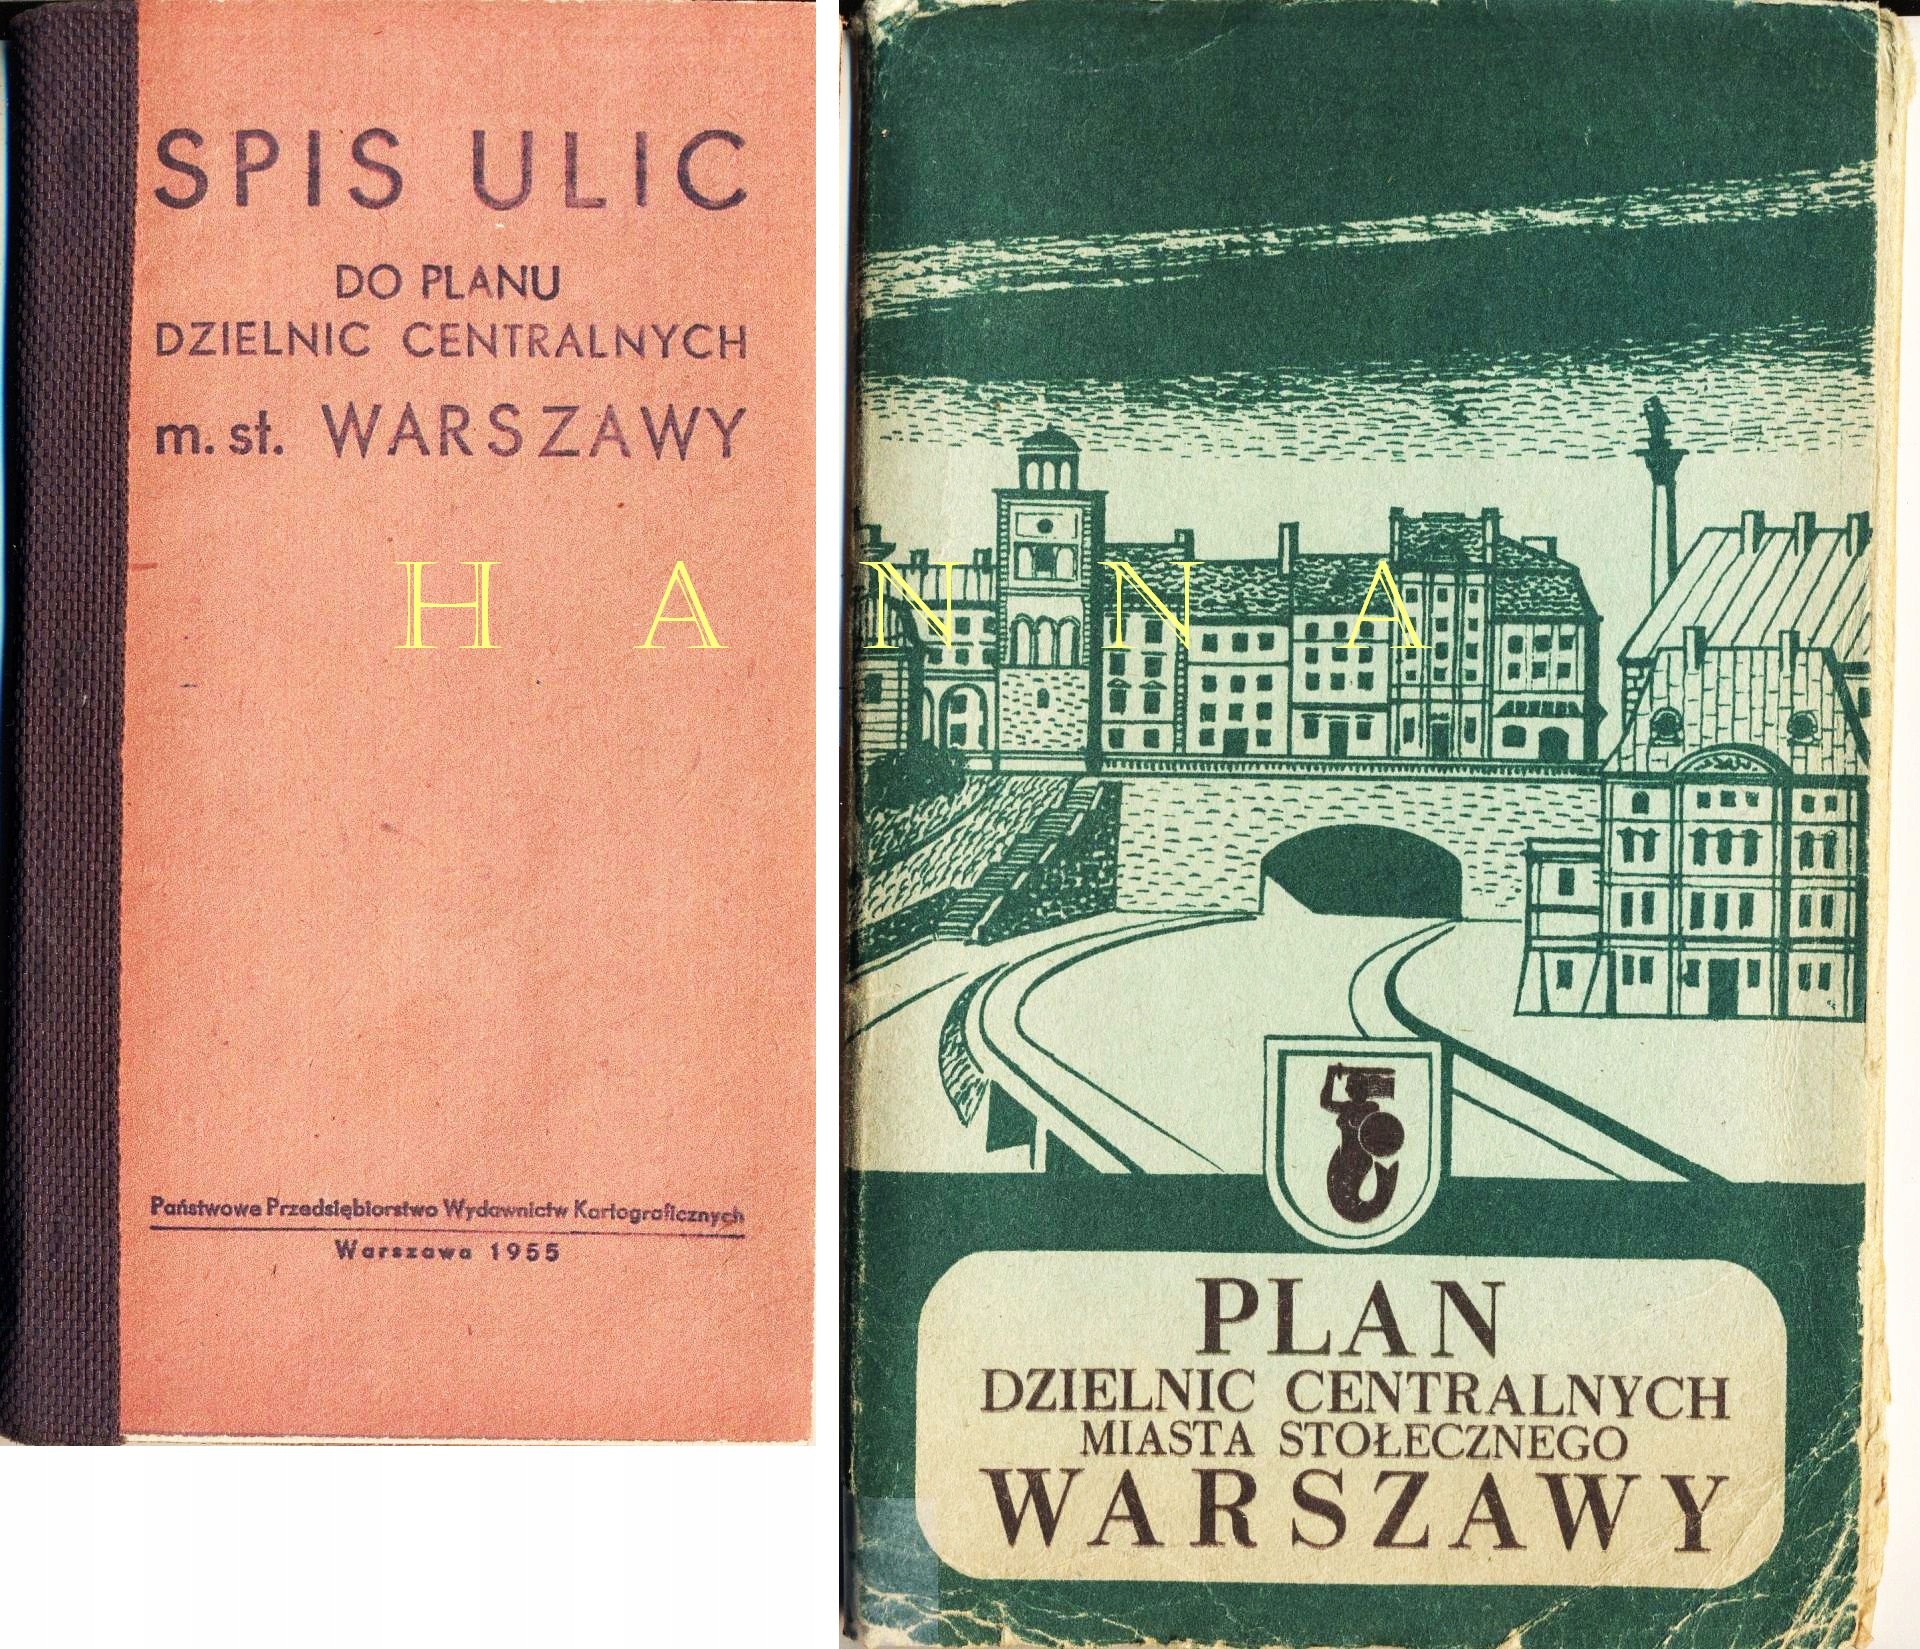 SPIS ULIC
DO PLANU
DZIELNIC CENTRALNYCH
m. st. WARSZAWY
Państwowe Przedsiębiorstwo Wydawnictw Kartograficznych
Warszawa 1955
HANNA
PLAN
DZIELNIC CENTRALNYCH
MIASTA STOŁECZNEGO
WARSZAWY